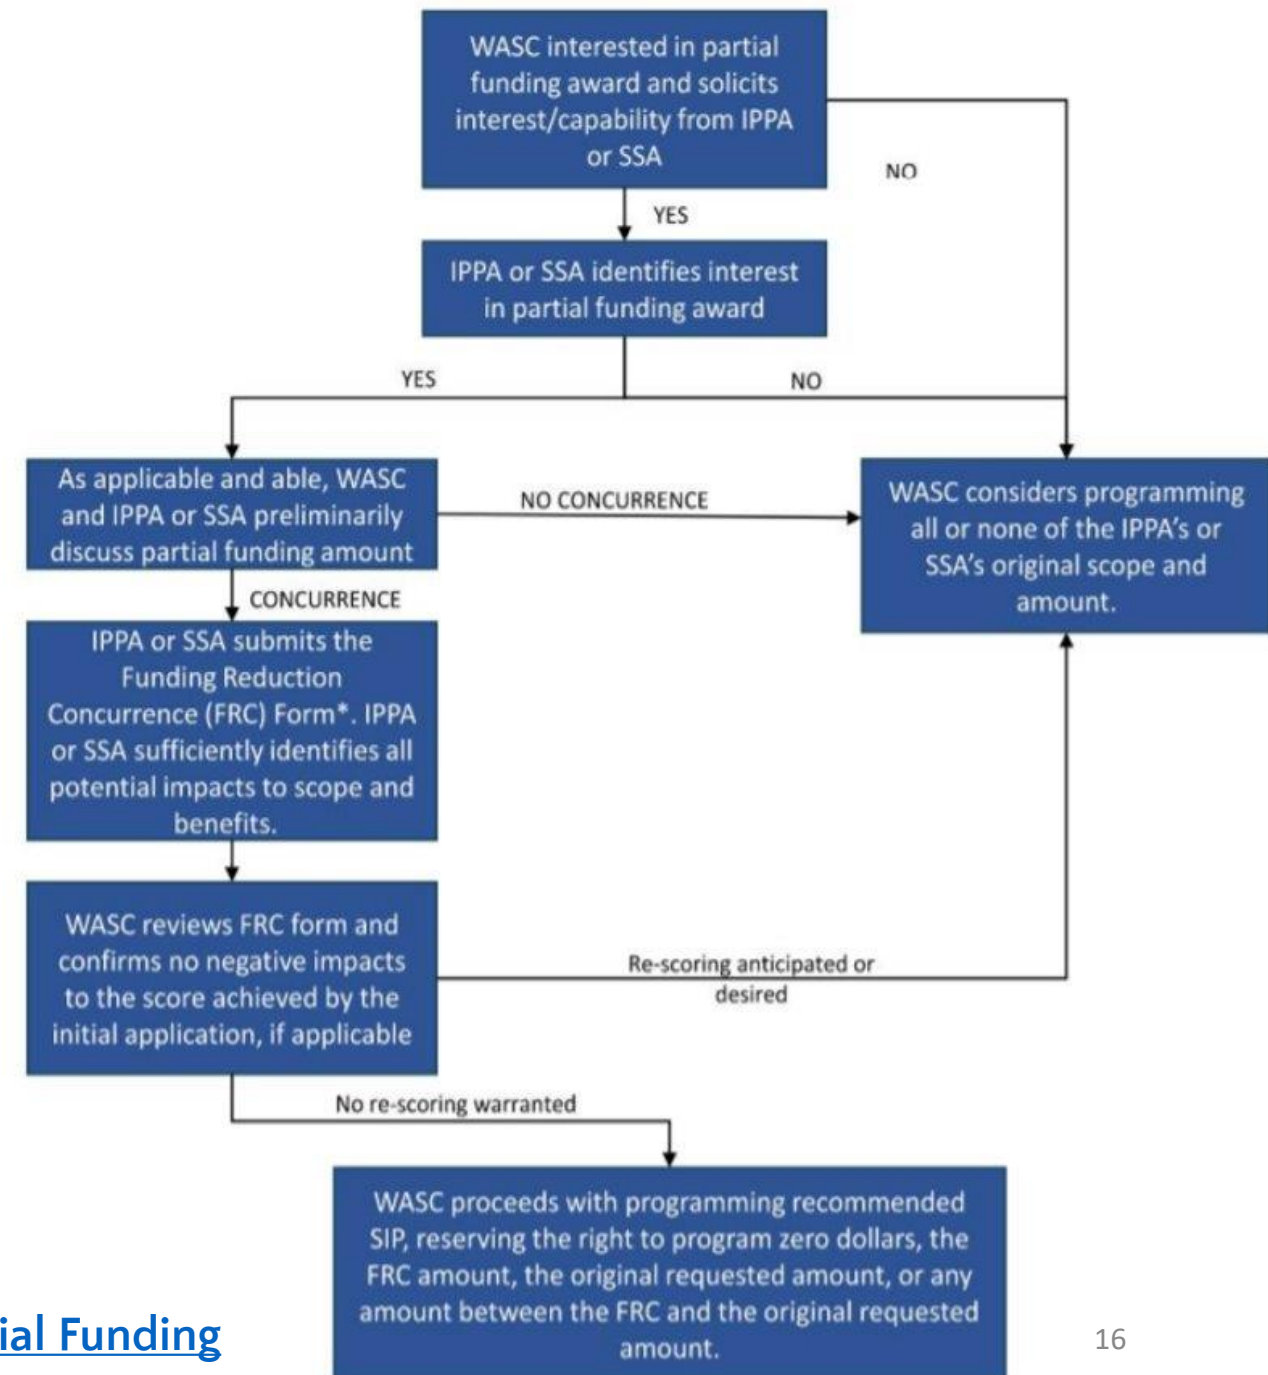 WASC interested in partial
funding award and solicits
interest/capability from IPPA
or SSA
NO
YES
IPPA or SSA identifies interest
in partial funding award
YES
NO
As applicable and able, WASC
and IPPA or SSA preliminarily
discuss partial funding amount
NO CONCURRENCE
WASC considers programming
all or none of the IPPA's or
SSA's original scope and
amount.
CONCURRENCE
IPPA or SSA submits the
Funding Reduction
Concurrence (FRC) Form*. IPPA
or SSA sufficiently identifies all
potential impacts to scope and
benefits.
WASC reviews FRC form and
confirms no negative impacts
to the score achieved by the
initial application, if applicable
Re-scoring anticipated or
desired
No re-scoring warranted
WASC proceeds with programming recommended
SIP, reserving the right to program zero dollars, the
FRC amount, the original requested amount, or any
amount between the FRC and the original requested
amount.
Funding
16